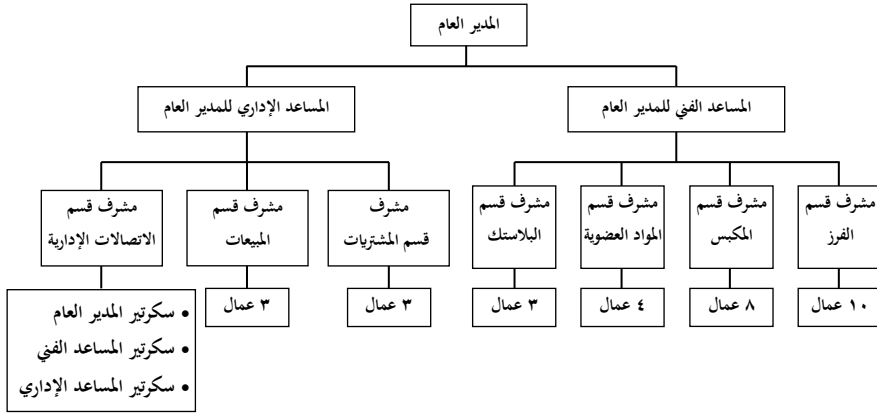 المدير العام
المساعد الفني للمدير العام
المساعد الإداري للمدير العام
مشرف قسم
الفرز
مشرف قسم
المكبس
مشرف قسم
المواد العضوية
مشرف قسم
البلاستك
مشرف
قسم المشتريات
مشرف قسم
المبيعات
مشرف قسم
الاتصالات الإدارية
١٠ عمال
٨ عمال
٤ عمال
٣ عمال
٣ عمال
٣ عمال
• سكرتير المدير العام
• سكرتير المساعد الفني
• سكرتير المساعد الإداري